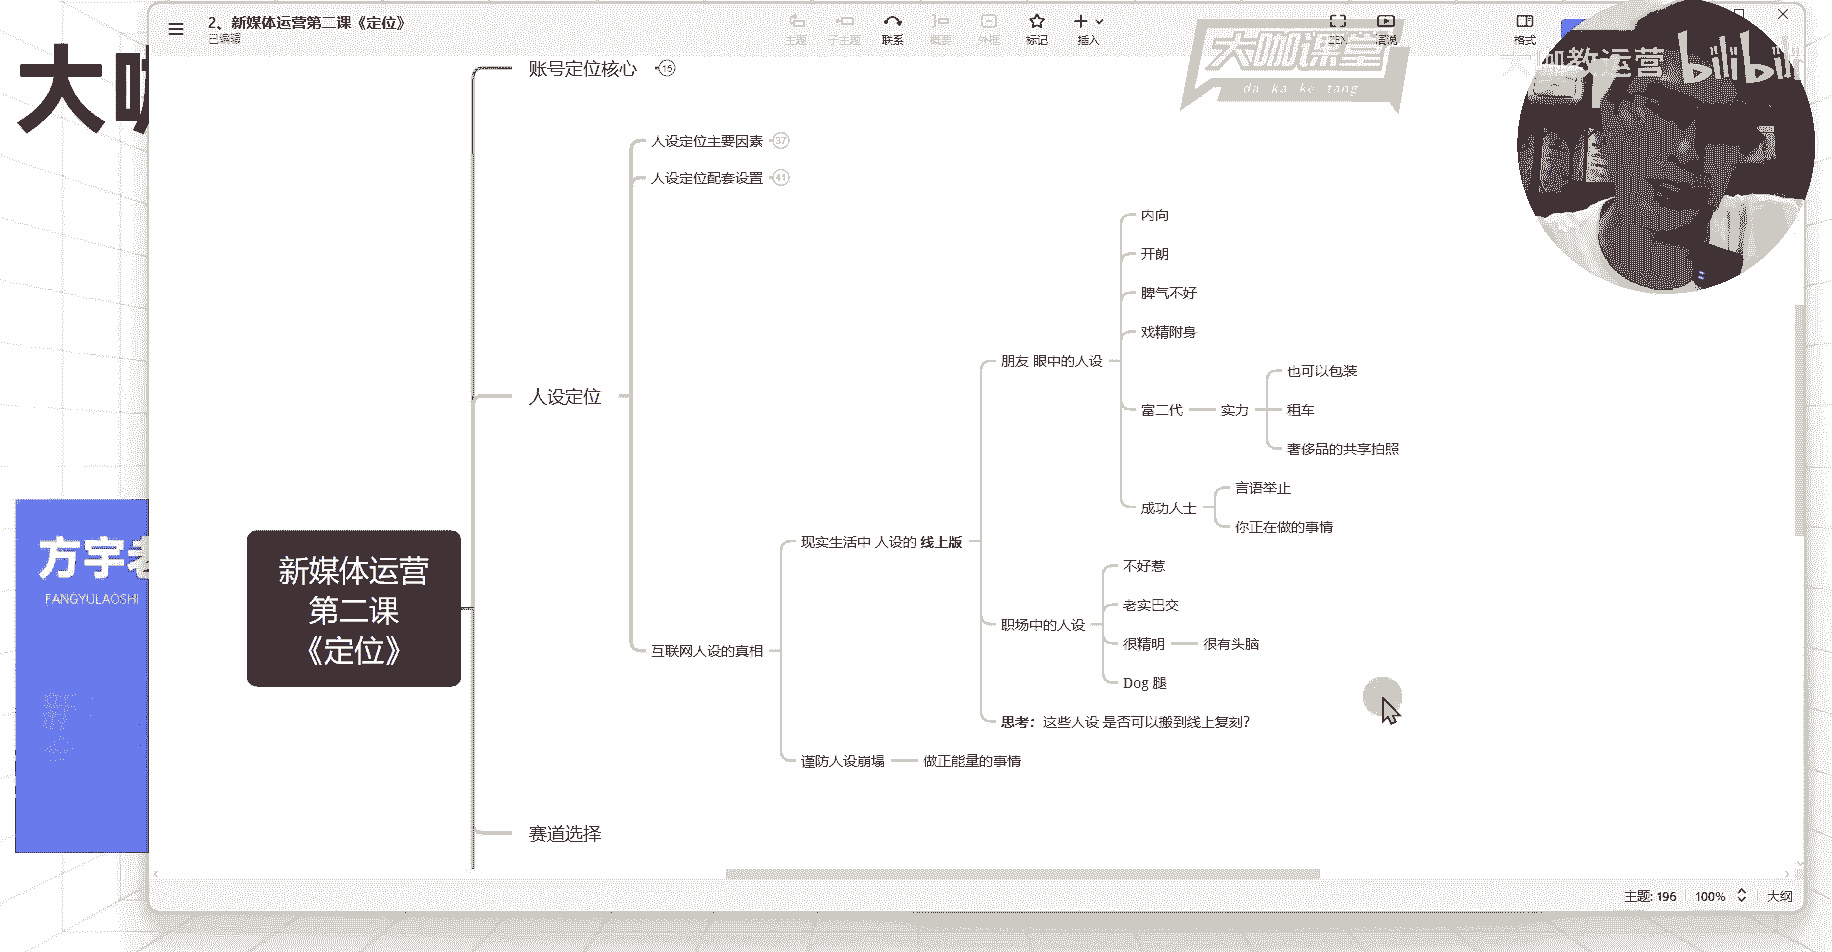 2、新媒体运营第二课《定位》
已编辑
主题
子主题
联系
概要
外框
标记
插入
ZEN
演说
格式
大咖课堂
da ka ke tang
大咖教运营
bilibili
大咖
方宇老
FANGYULAOSHI
账号定位核心
16
人设定位主要因素
37
人设定位配套设置
41
内向
开朗
脾气不好
戏精附身
朋友 眼中的人设
也可以包装
富二代
实力
租车
奢侈品的共享拍照
人设定位
言语举止
成功人士
你正在做的事情
现实生活中 人设的 线上版
不好惹
老实巴交
职场中的人设
很精明
很有头脑
互联网人设的真相
Dog 腿
思考：这些人设 是否可以搬到线上复刻？
谨防人设崩塌
做正能量的事情
新媒体运营
第二课
《定位》
赛道选择
主题: 196
100%
大纲